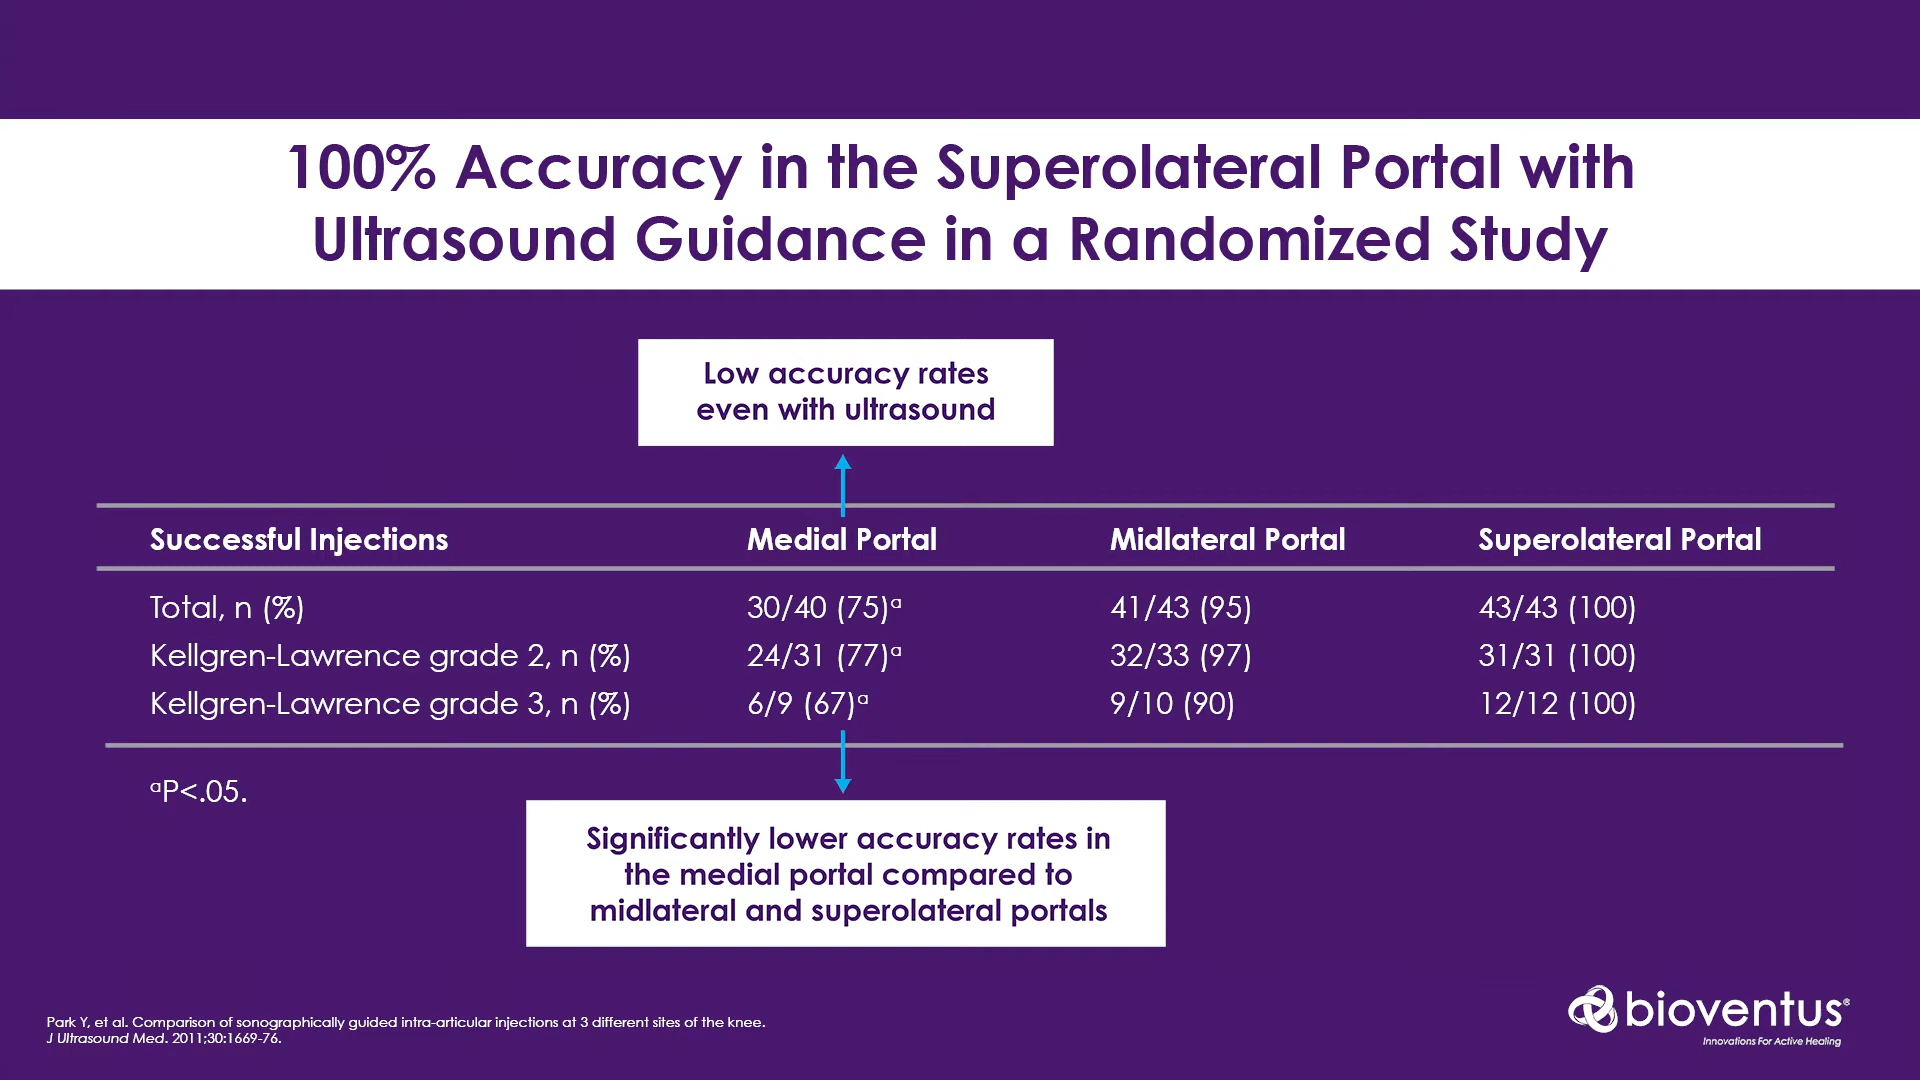 100% Accuracy in the Superolateral Portal with
Ultrasound Guidance in a Randomized Study
Low accuracy rates
even with ultrasound
Successful Injections Medial Portal Midlateral Portal Superolateral Portal
Total, n (%) 30/40 (75)ᵃ 41/43 (95) 43/43 (100)
Kellgren-Lawrence grade 2, n (%) 24/31 (77)ᵃ 32/33 (97) 31/31 (100)
Kellgren-Lawrence grade 3, n (%) 6/9 (67)ᵃ 9/10 (90) 12/12 (100)
ᵃP<.05.
Significantly lower accuracy rates in
the medial portal compared to
midlateral and superolateral portals
Park Y, et al. Comparison of sonographically guided intra-articular injections at 3 different sites of the knee.
J Ultrasound Med. 2011;30:1669-76.
bioventus®
Innovations For Active Healing